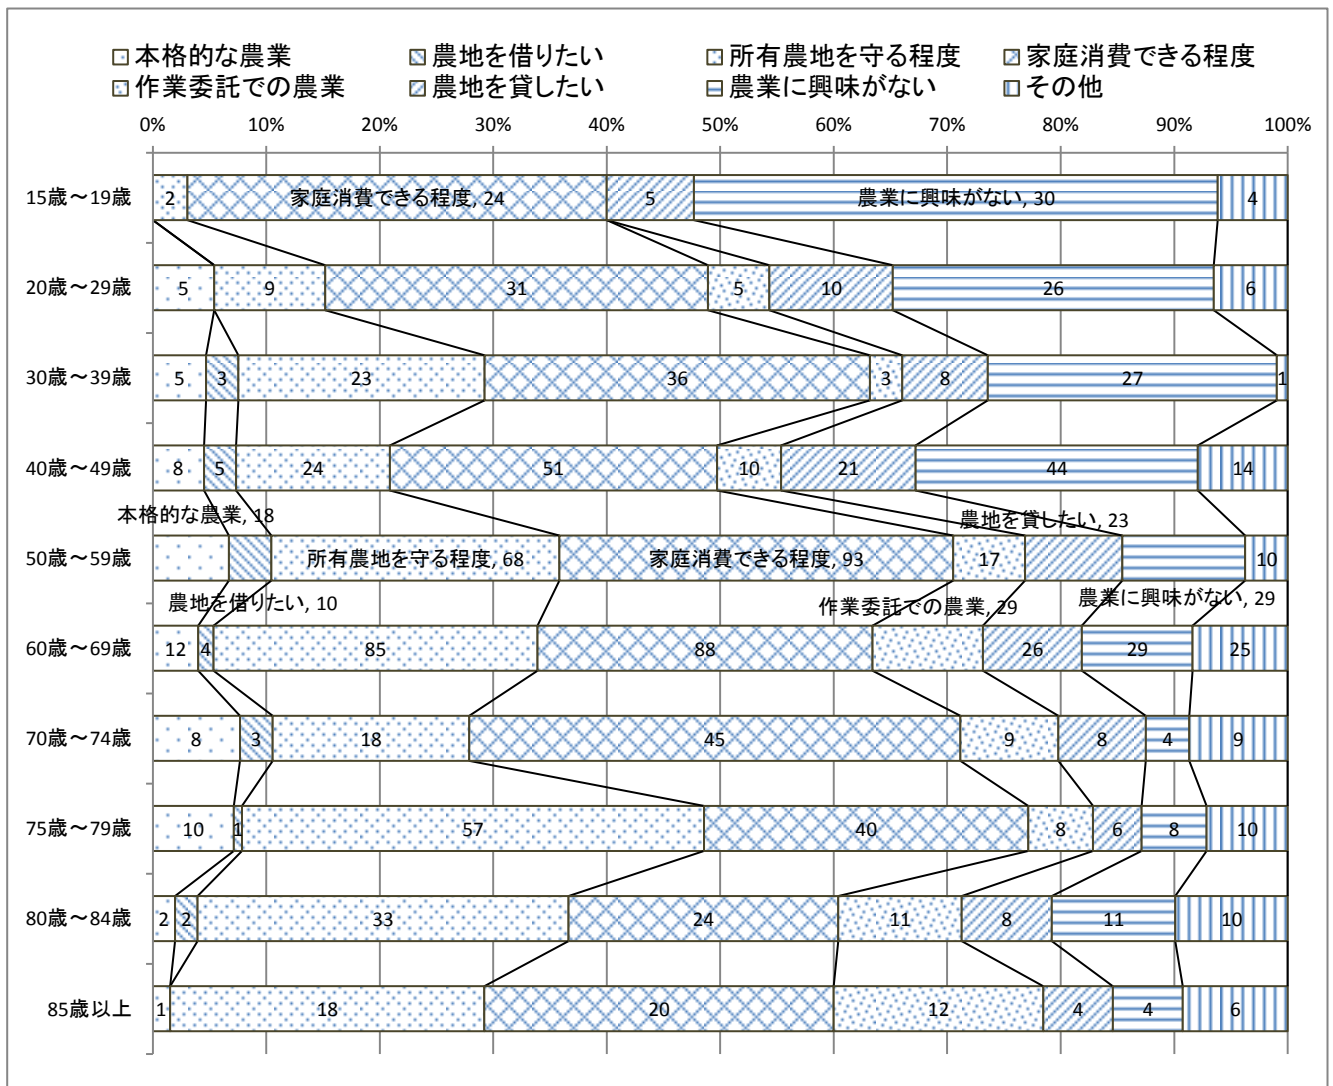 本格的な農業 農地を借りたい 所有農地を守る程度 家庭消費できる程度
作業委託での農業 農地を貸したい 農業に興味がない その他
0% 10% 20% 30% 40% 50% 60% 70% 80% 90% 100%
15歳～19歳 2 家庭消費できる程度, 24 5 農業に興味がない, 30 4
20歳～29歳 5 9 31 5 10 26 6
30歳～39歳 5 3 23 36 3 8 27 1
40歳～49歳 8 5 24 51 10 21 44 14
本格的な農業, 18 農地を貸したい, 23
50歳～59歳 所有農地を守る程度, 68 家庭消費できる程度, 93 17 10
農地を借りたい, 10 作業委託での農業, 29 農業に興味がない, 29
60歳～69歳 12 4 85 88 26 29 25
70歳～74歳 8 3 18 45 9 8 4 9
75歳～79歳 10 1 57 40 8 6 8 10
80歳～84歳 2 2 33 24 11 8 11 10
85歳以上 1 18 20 12 4 4 6